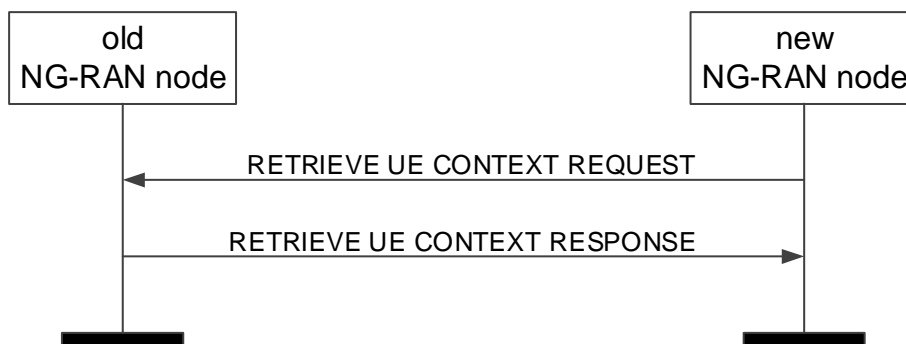 old
NG-RAN node
new
NG-RAN node
RETRIEVE UE CONTEXT REQUEST
RETRIEVE UE CONTEXT RESPONSE